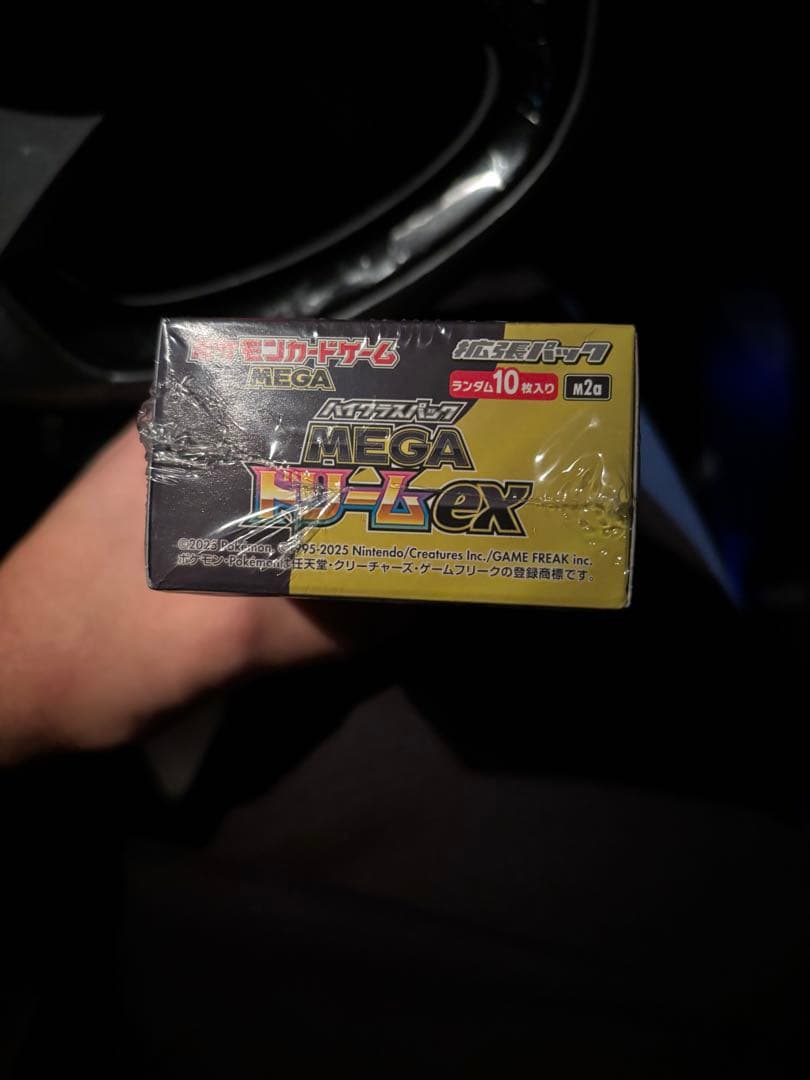 ポケモンカードゲーム
MEGA
拡張パック
ランダム10枚入り
M2a
ハイクラスパック
MEGA
ドリームex
©2025 Pokémon. ©1995-2025 Nintendo/Creatures Inc./GAME FREAK inc.
ポケモン・Pokémonは任天堂・クリーチャーズ・ゲームフリークの登録商標です。